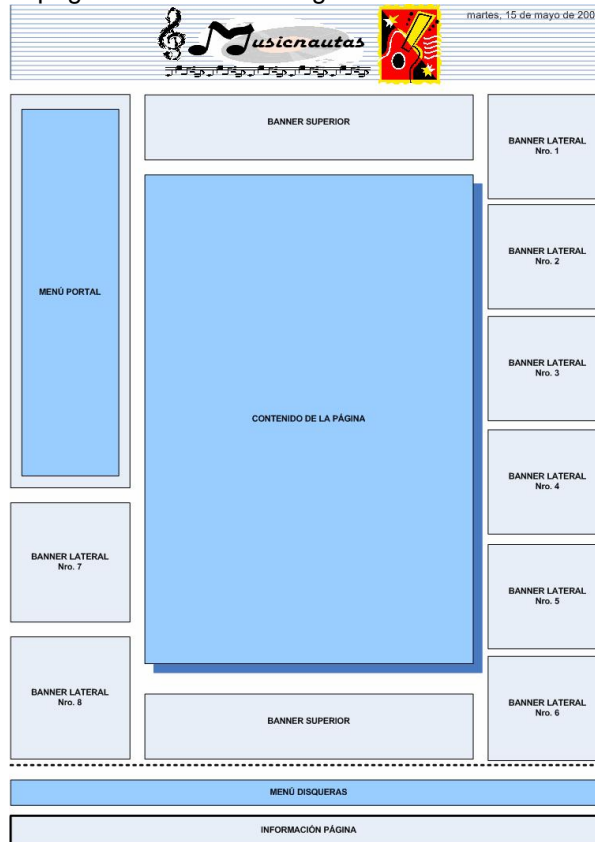 Musicnautas
martes, 15 de mayo de 200
BANNER SUPERIOR
BANNER LATERAL
Nro. 1
BANNER LATERAL
Nro. 2
MENÚ PORTAL
BANNER LATERAL
Nro. 3
CONTENIDO DE LA PÁGINA
BANNER LATERAL
Nro. 4
BANNER LATERAL
Nro. 7
BANNER LATERAL
Nro. 5
BANNER LATERAL
Nro. 8
BANNER LATERAL
Nro. 6
BANNER SUPERIOR
MENÚ DISQUERAS
INFORMACIÓN PÁGINA